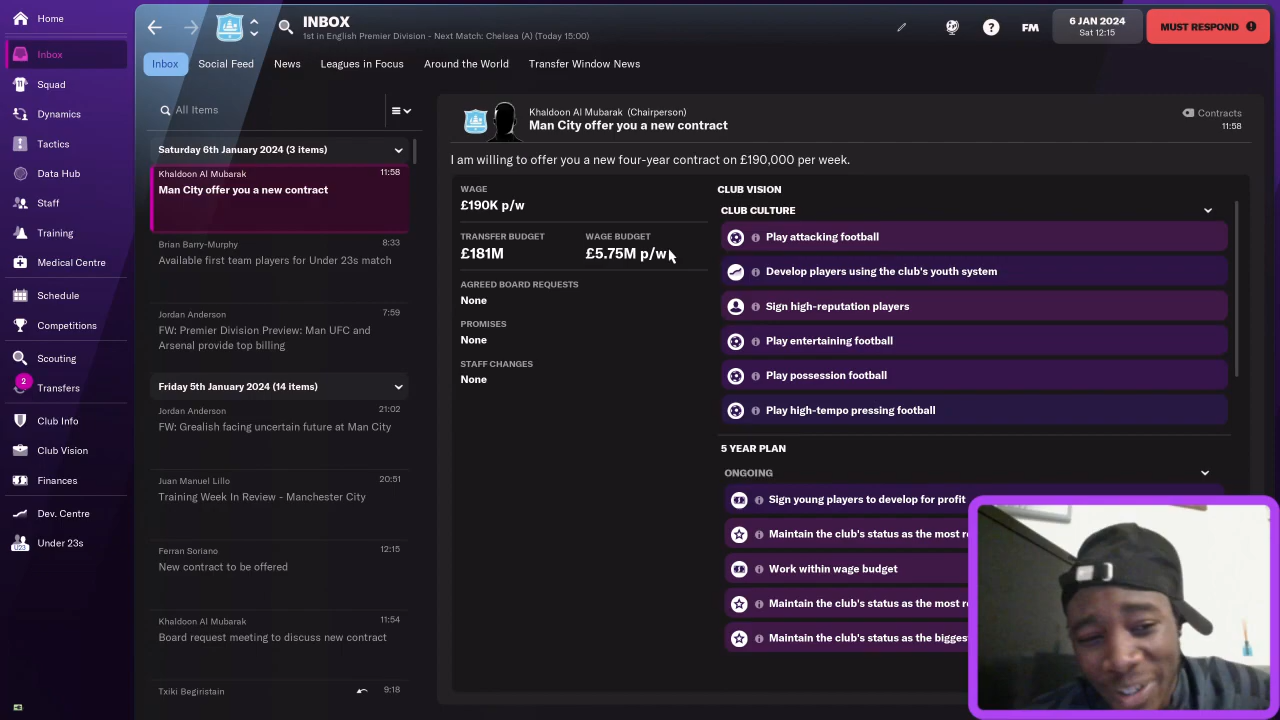 Home
Inbox
Squad
Dynamics
Tactics
Data Hub
Staff
Training
Medical Centre
Schedule
Competitions
Scouting
2
Transfers
Club Info
Club Vision
Finances
Dev. Centre
U23
Under 23s
INBOX
1st in English Premier Division - Next Match: Chelsea (A) (Today 15:00)
?
FM
6 JAN 2024
Sat 12:15
MUST RESPOND
Inbox
Social Feed
News
Leagues in Focus
Around the World
Transfer Window News
All Items
Saturday 6th January 2024 (3 items)
Khaldoon Al Mubarak 11:58
Man City offer you a new contract
Brian Barry-Murphy 8:33
Available first team players for Under 23s match
Jordan Anderson 7:59
FW: Premier Division Preview: Man UFC and
Arsenal provide top billing
Friday 5th January 2024 (14 items)
Jordan Anderson 21:02
FW: Grealish facing uncertain future at Man City
Juan Manuel Lillo 20:51
Training Week In Review - Manchester City
Ferran Soriano 12:15
New contract to be offered
Khaldoon Al Mubarak 11:54
Board request meeting to discuss new contract
Txiki Begiristain 9:18
Khaldoon Al Mubarak (Chairperson)
Man City offer you a new contract
Contracts
11:58
I am willing to offer you a new four-year contract on £190,000 per week.
WAGE
£190K p/w
TRANSFER BUDGET
£181M
WAGE BUDGET
£5.75M p/w
AGREED BOARD REQUESTS
None
PROMISES
None
STAFF CHANGES
None
CLUB VISION
CLUB CULTURE
Play attacking football
Develop players using the club's youth system
Sign high-reputation players
Play entertaining football
Play possession football
Play high-tempo pressing football
5 YEAR PLAN
ONGOING
Sign young players to develop for profit
Maintain the club's status as the most
Work within wage budget
Maintain the club's status as the most
Maintain the club's status as the biggest